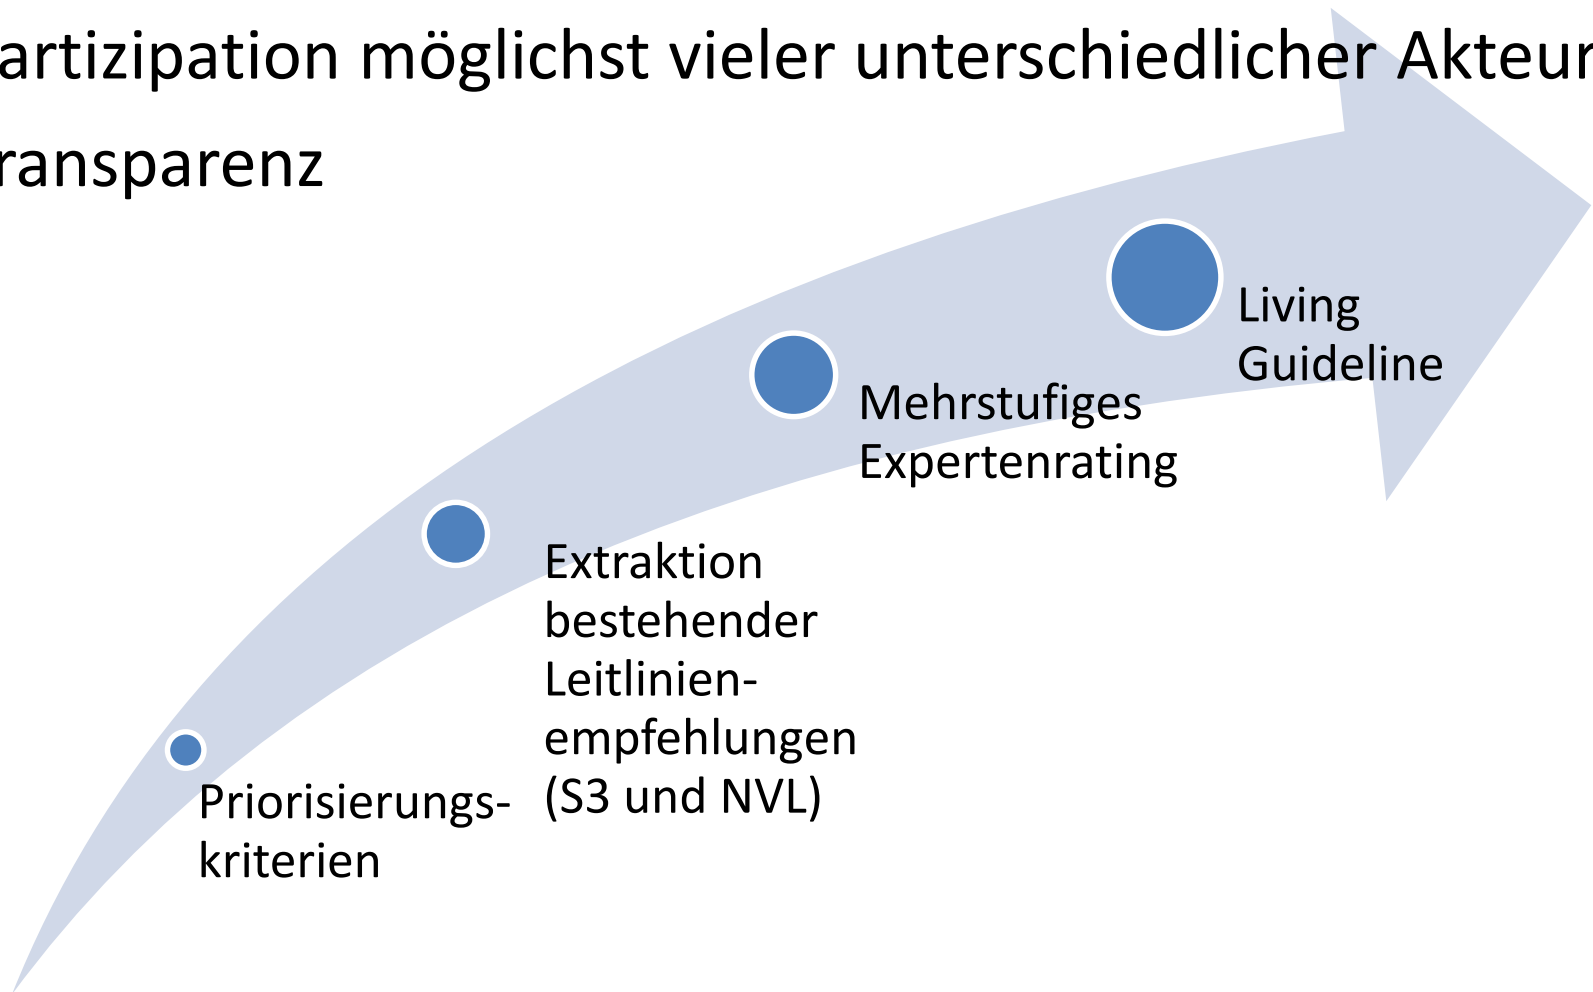 artizipation möglichst vieler unterschiedlicher Akteur
ransparenz
Living
Guideline
Mehrstufiges
Expertenrating
Extraktion
bestehender
Leitlinien-
empfehlungen
(S3 und NVL)
Priorisierungs-
kriterien